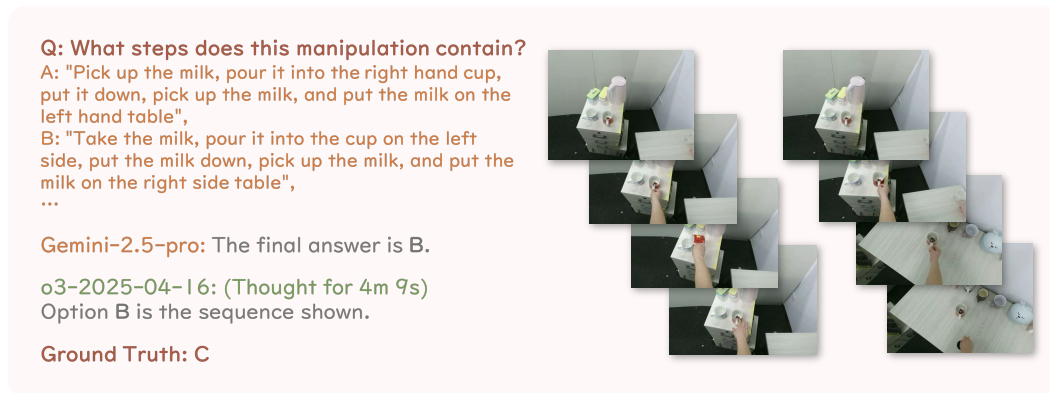 Q: What steps does this manipulation contain?
A: "Pick up the milk, pour it into the right hand cup,
put it down, pick up the milk, and put the milk on the
left hand table",
B: "Take the milk, pour it into the cup on the left
side, put the milk down, pick up the milk, and put the
milk on the right side table",
...
Gemini-2.5-pro: The final answer is B.
o3-2025-04-16: (Thought for 4m 9s)
Option B is the sequence shown.
Ground Truth: C